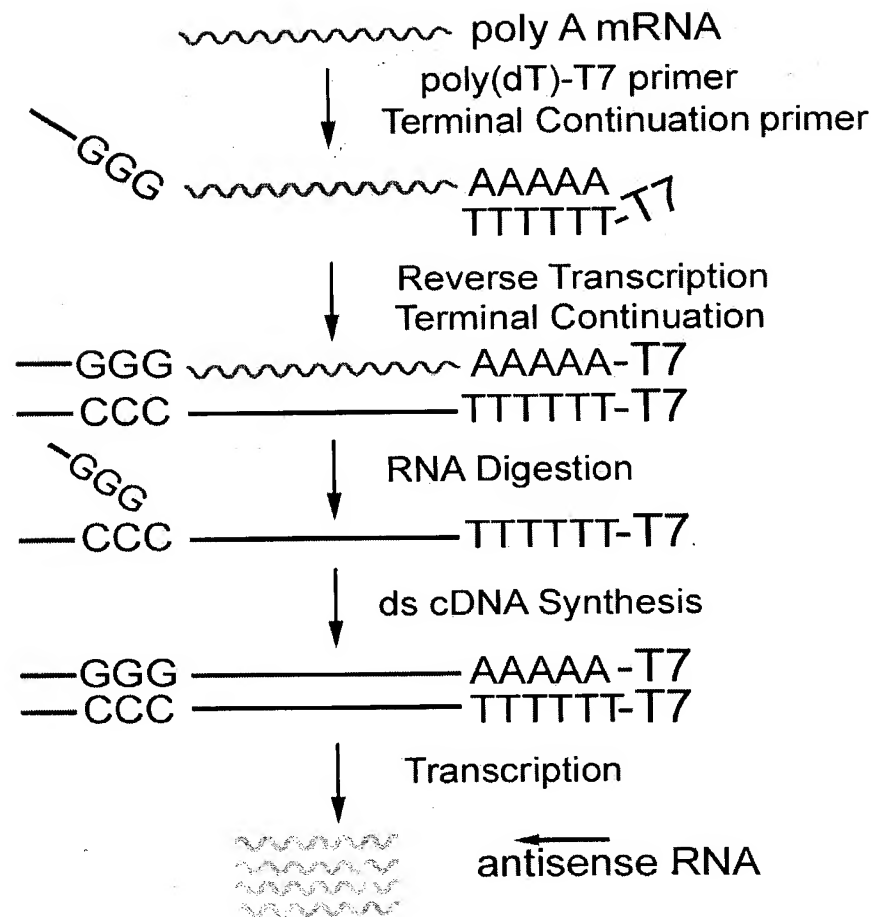 poly A mRNA
poly(dT)-T7 primer
Terminal Continuation primer
GGG
AAAAA
TTTTTT-T7
Reverse Transcription
Terminal Continuation
GGG AAAAA-T7
CCC TTTTTT-T7
GGG
RNA Digestion
CCC TTTTTT-T7
ds cDNA Synthesis
GGG AAAAA-T7
CCC TTTTTT-T7
Transcription
antisense RNA